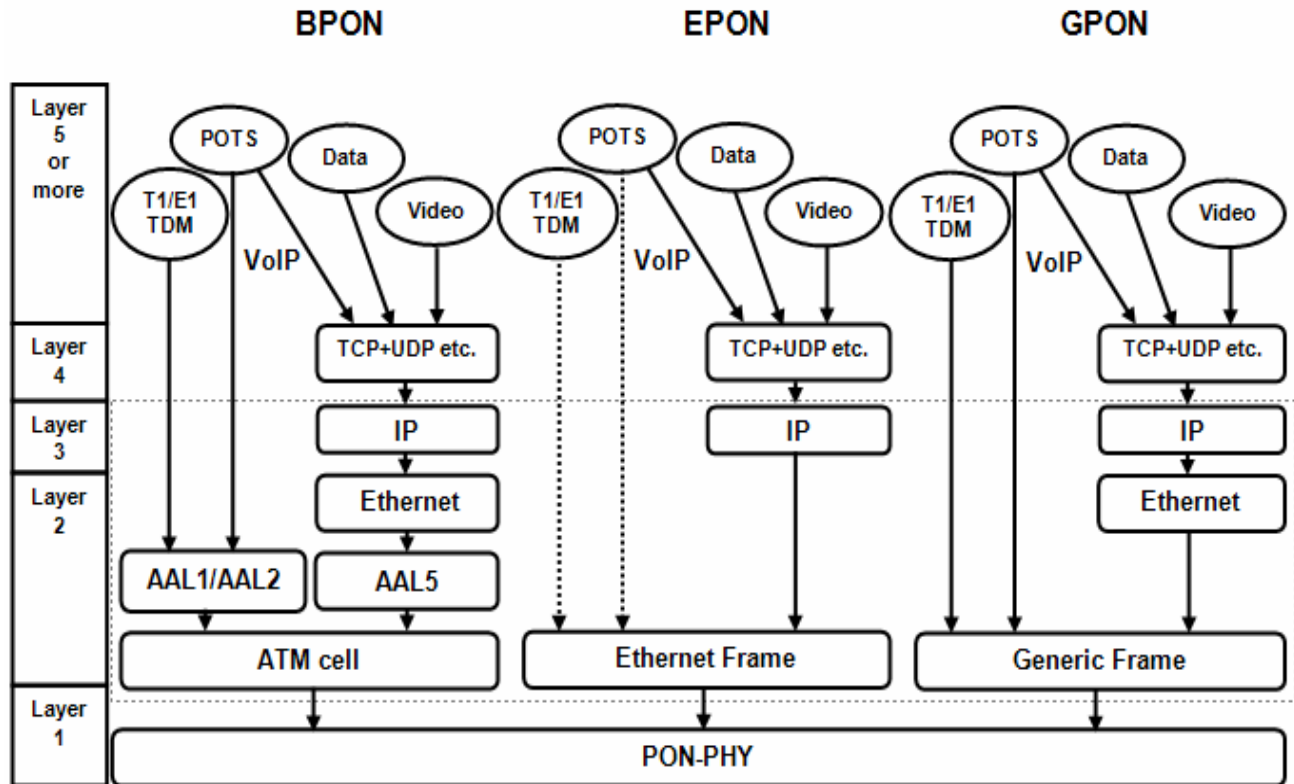 BPON
EPON
GPON
Layer
5
or
more
Layer
4
Layer
3
Layer
2
Layer
1
POTS
Data
T1/E1
TDM
Video
VoIP
TCP+UDP etc.
IP
Ethernet
AAL1/AAL2
AAL5
ATM cell
POTS
Data
T1/E1
TDM
Video
VoIP
TCP+UDP etc.
IP
Ethernet Frame
POTS
Data
T1/E1
TDM
Video
VoIP
TCP+UDP etc.
IP
Ethernet
Generic Frame
PON-PHY